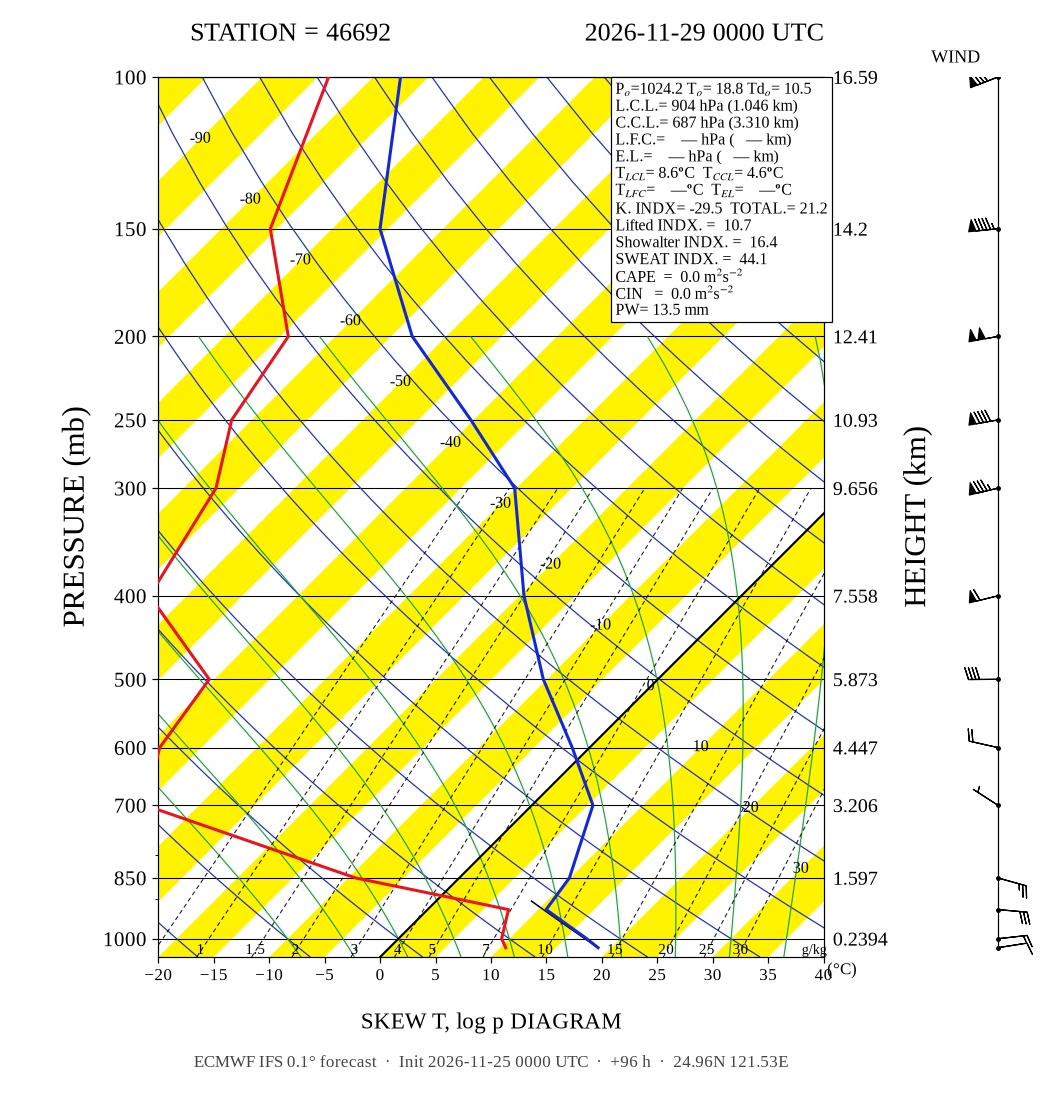 STATION = 46692
2026-11-29 0000 UTC
WIND
Pₒ=1024.2 Tₒ= 18.8 Tdₒ= 10.5
L.C.L.= 904 hPa (1.046 km)
C.C.L.= 687 hPa (3.310 km)
L.F.C.= — hPa ( — km)
E.L.= — hPa ( — km)
T_LCL= 8.6°C T_CCL= 4.6°C
T_LFC= —°C T_EL= —°C
K. INDX= -29.5 TOTAL.= 21.2
Lifted INDX. = 10.7
Showalter INDX. = 16.4
SWEAT INDX. = 44.1
CAPE = 0.0 m²s⁻²
CIN = 0.0 m²s⁻²
PW= 13.5 mm
100 16.59
-90
-80
150 14.2
-70
-60
200 12.41
-50
250 10.93
-40
300 9.656
-30
-20
400 7.558
-10
500 5.873
0
10
600 4.447
700 20 3.206
30
850 1.597
1000 0.2394
1 1.5 2 3 4 5 7 10 15 20 25 30 g/kg
−20 −15 −10 −5 0 5 10 15 20 25 30 35 40 (°C)
PRESSURE (mb)
HEIGHT (km)
SKEW T, log p DIAGRAM
ECMWF IFS 0.1° forecast · Init 2026-11-25 0000 UTC · +96 h · 24.96N 121.53E